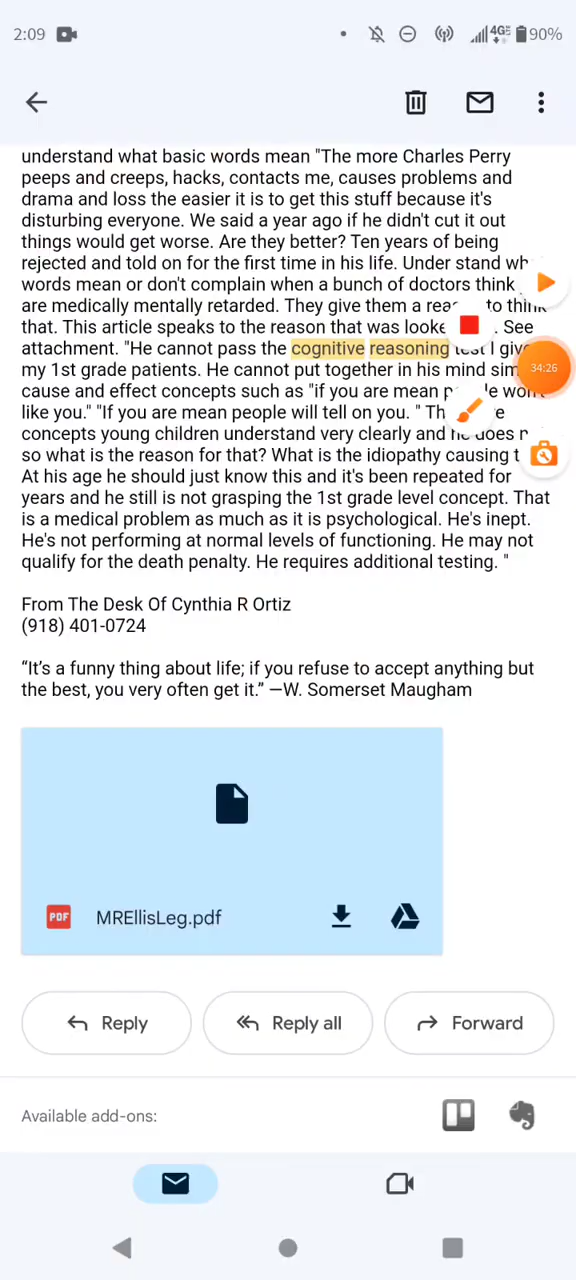 2:09
4G
90%
understand what basic words mean "The more Charles Perry
peeps and creeps, hacks, contacts me, causes problems and
drama and loss the easier it is to get this stuff because it's
disturbing everyone. We said a year ago if he didn't cut it out
things would get worse. Are they better? Ten years of being
rejected and told on for the first time in his life. Under stand
words mean or don't complain when a bunch of doctors think
are medically mentally retarded. They give them a to think
that. This article speaks to the reason that was . See
attachment. "He cannot pass the cognitive reasoning test I
my 1st grade patients. He cannot put together in his mind
cause and effect concepts such as "if you are mean
like you." "If you are mean people will tell on you. "
concepts young children understand very clearly and he does
so what is the reason for that? What is the idiopathy causing
At his age he should just know this and it's been repeated for
years and he still is not grasping the 1st grade level concept. That
is a medical problem as much as it is psychological. He's inept.
He's not performing at normal levels of functioning. He may not
qualify for the death penalty. He requires additional testing. "
34:26
From The Desk Of Cynthia R Ortiz
(918) 401-0724
“It’s a funny thing about life; if you refuse to accept anything but
the best, you very often get it.” —W. Somerset Maugham
PDF MREllisLeg.pdf
Reply Reply all Forward
Available add-ons: